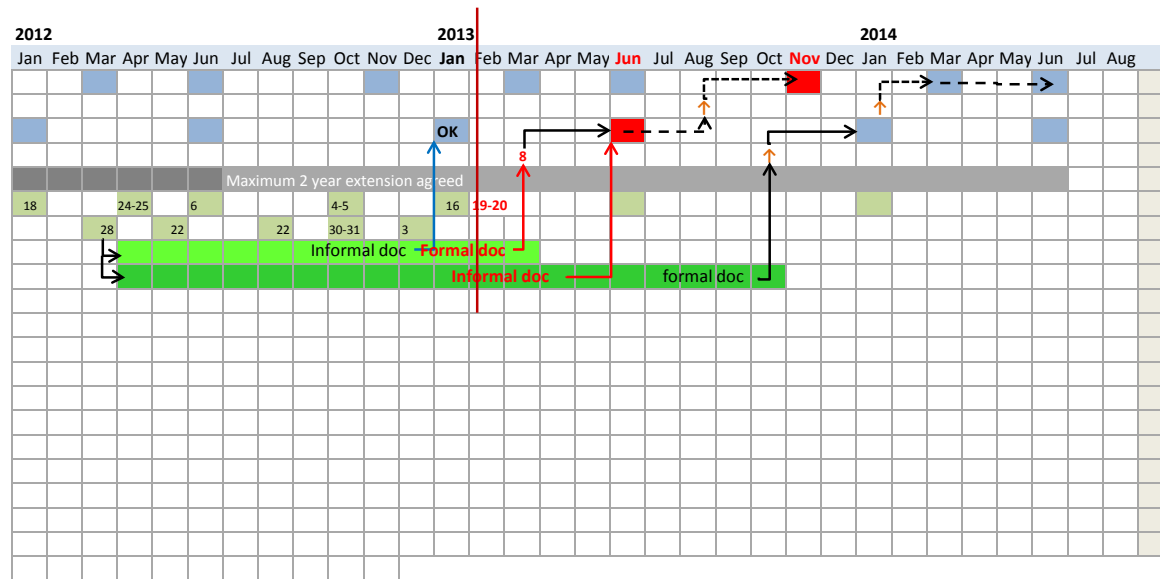 2012 2013 2014
Jan Feb Mar Apr May Jun Jul Aug Sep Oct Nov Dec Jan Feb Mar Apr May Jun Jul Aug Sep Oct Nov Dec Jan Feb Mar Apr May Jun Jul Aug
OK
8
Maximum 2 year extension agreed
18 24-25 6 4-5 16 19-20
28 22 22 30-31 3
Informal doc Formal doc
Informal doc formal doc